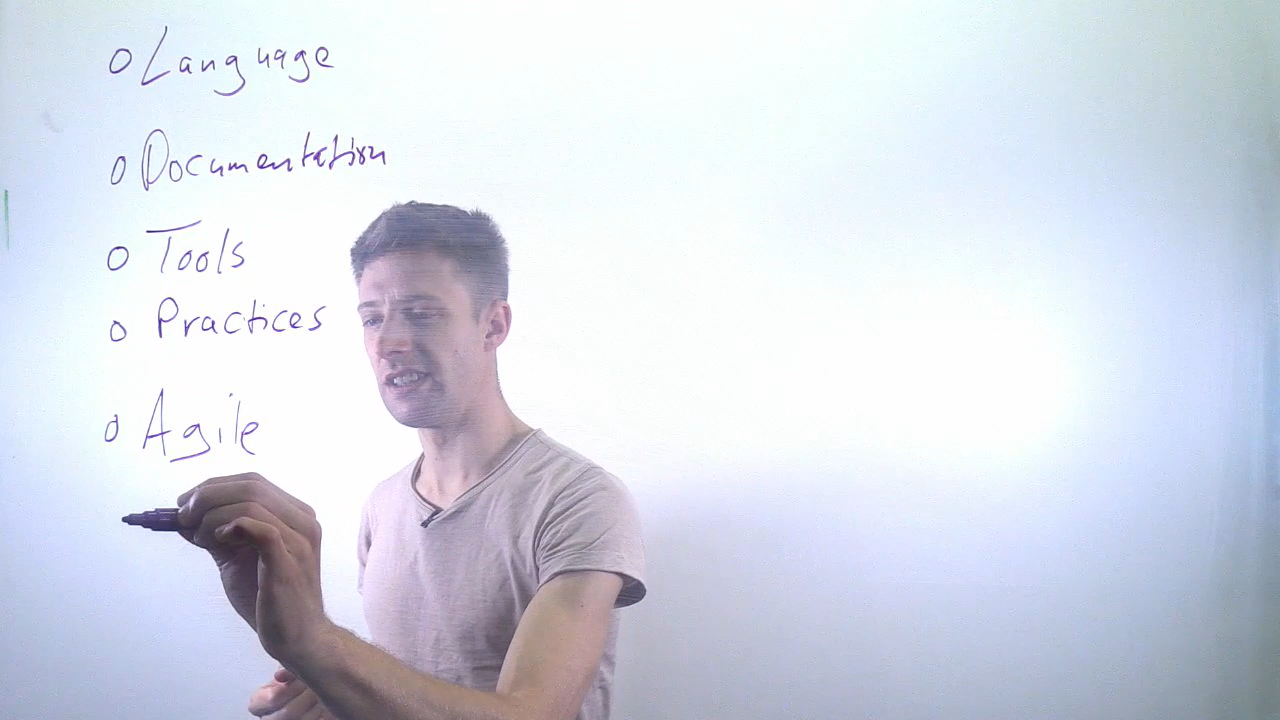 o Language
o Documentation
o Tools
o Practices
o Agile